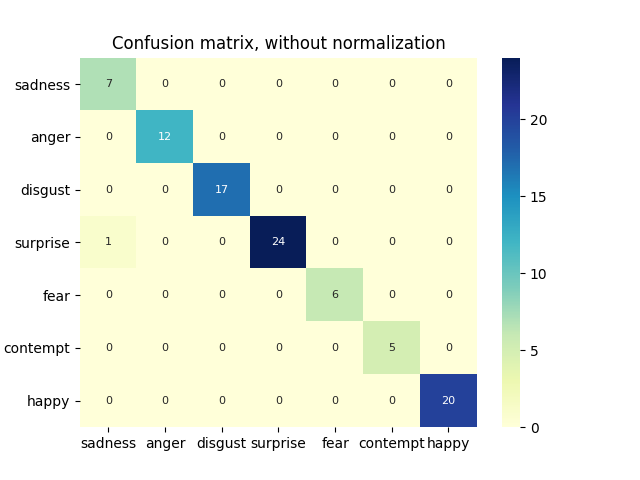 Confusion matrix, without normalization
sadness 7 0 0 0 0 0 0
anger 0 12 0 0 0 0 0
disgust 0 0 17 0 0 0 0
surprise 1 0 0 24 0 0 0
fear 0 0 0 0 6 0 0
contempt 0 0 0 0 0 5 0
happy 0 0 0 0 0 0 20
sadness anger disgust surprise fear contempt happy
20
15
10
5
0